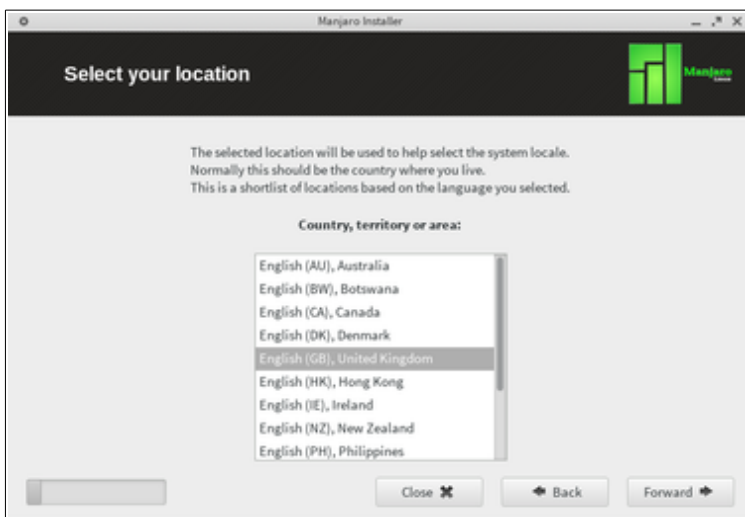 Manjaro Installer
Select your location
Manjaro
The selected location will be used to help select the system locale.
Normally this should be the country where you live.
This is a shortlist of locations based on the language you selected.
Country, territory or area:
English (AU), Australia
English (BW), Botswana
English (CA), Canada
English (DK), Denmark
English (GB), United Kingdom
English (HK), Hong Kong
English (IE), Ireland
English (NZ), New Zealand
English (PH), Philippines
Close
Back
Forward